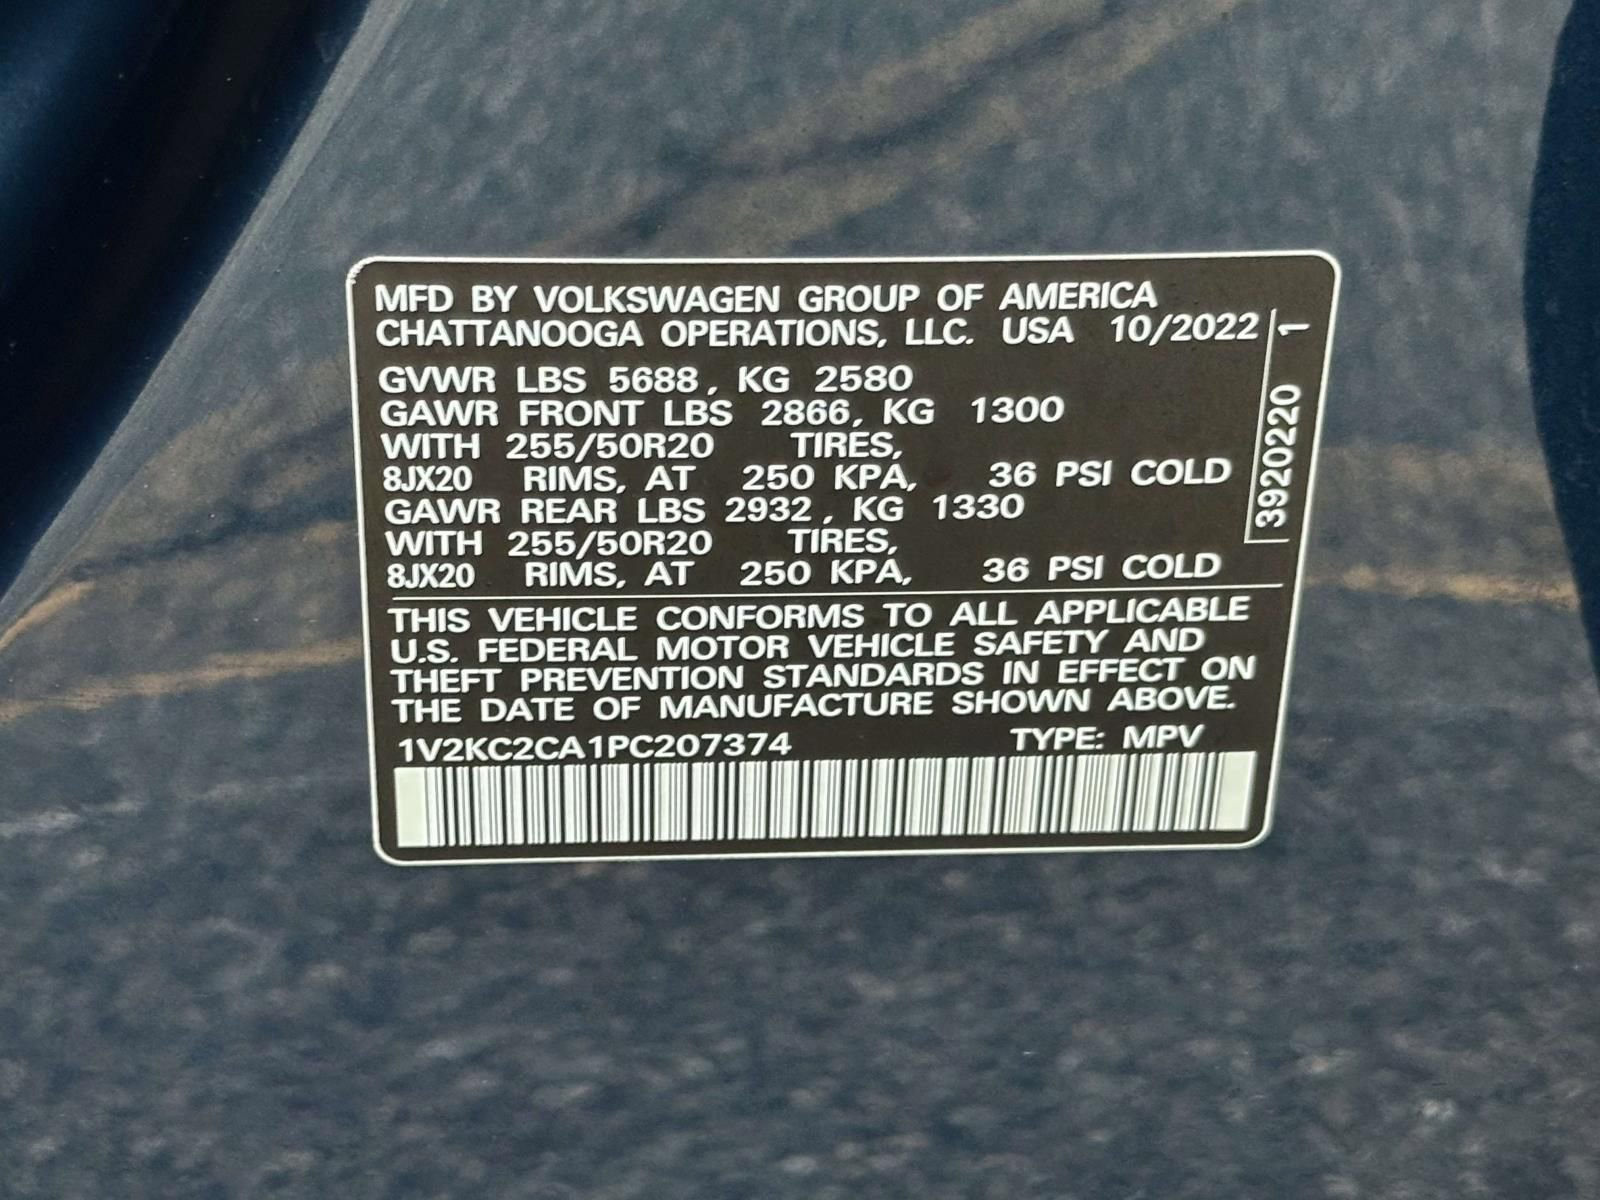 MFD BY VOLKSWAGEN GROUP OF AMERICA
CHATTANOOGA OPERATIONS, LLC. USA 10/2022
GVWR LBS 5688, KG 2580
GAWR FRONT LBS 2866, KG 1300
WITH 255/50R20 TIRES,
8JX20 RIMS, AT 250 KPA, 36 PSI COLD
GAWR REAR LBS 2932, KG 1330
WITH 255/50R20 TIRES,
8JX20 RIMS, AT 250 KPA, 36 PSI COLD
THIS VEHICLE CONFORMS TO ALL APPLICABLE
U.S. FEDERAL MOTOR VEHICLE SAFETY AND
THEFT PREVENTION STANDARDS IN EFFECT ON
THE DATE OF MANUFACTURE SHOWN ABOVE.
1V2KC2CA1PC207374 TYPE: MPV
3920220 1